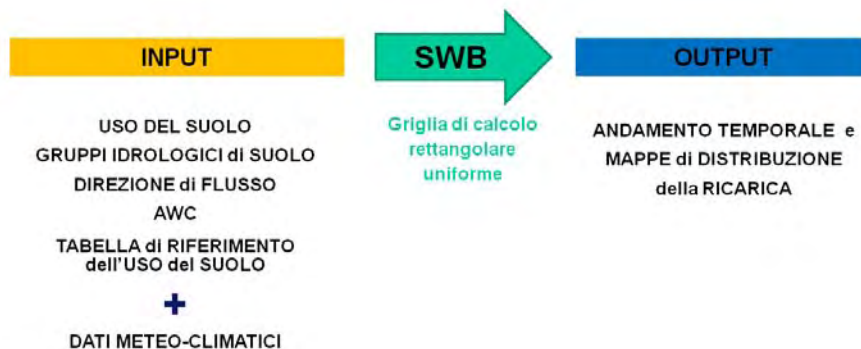 INPUT
USO DEL SUOLO
GRUPPI IDROLOGICI di SUOLO
DIREZIONE di FLUSSO
AWC
TABELLA di RIFERIMENTO
dell'USO del SUOLO
+
DATI METEO-CLIMATICI
SWB
Griglia di calcolo
rettangolare
uniforme
OUTPUT
ANDAMENTO TEMPORALE e
MAPPE di DISTRIBUZIONE
della RICARICA